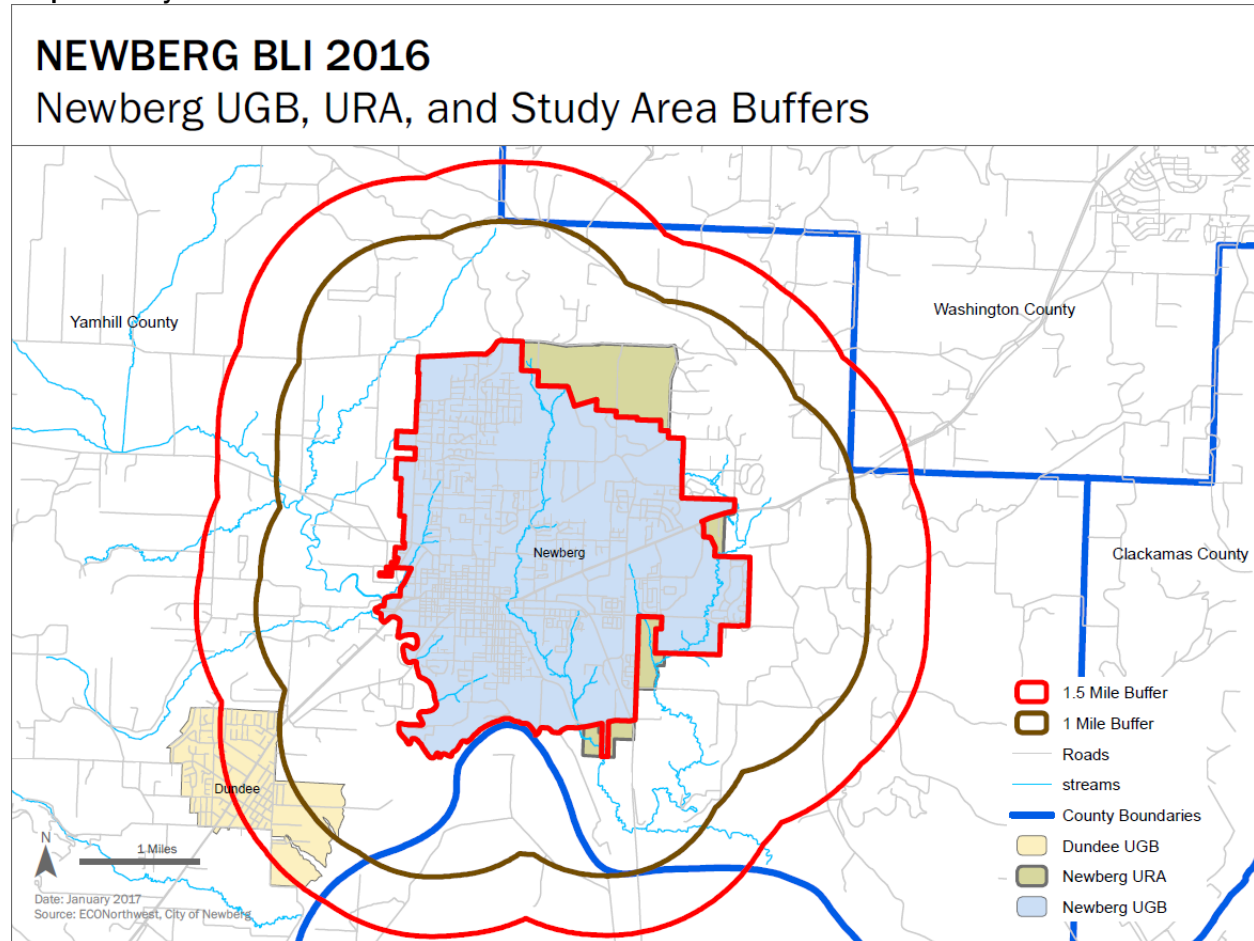 NEWBERG BLI 2016
Newberg UGB, URA, and Study Area Buffers
Yamhill County
Washington County
Newberg
Clackamas County
1.5 Mile Buffer
1 Mile Buffer
Roads
streams
County Boundaries
Dundee UGB
Newberg URA
Newberg UGB
Dundee
N
1 Miles
Date: January 2017
Source: ECONorthwest, City of Newberg